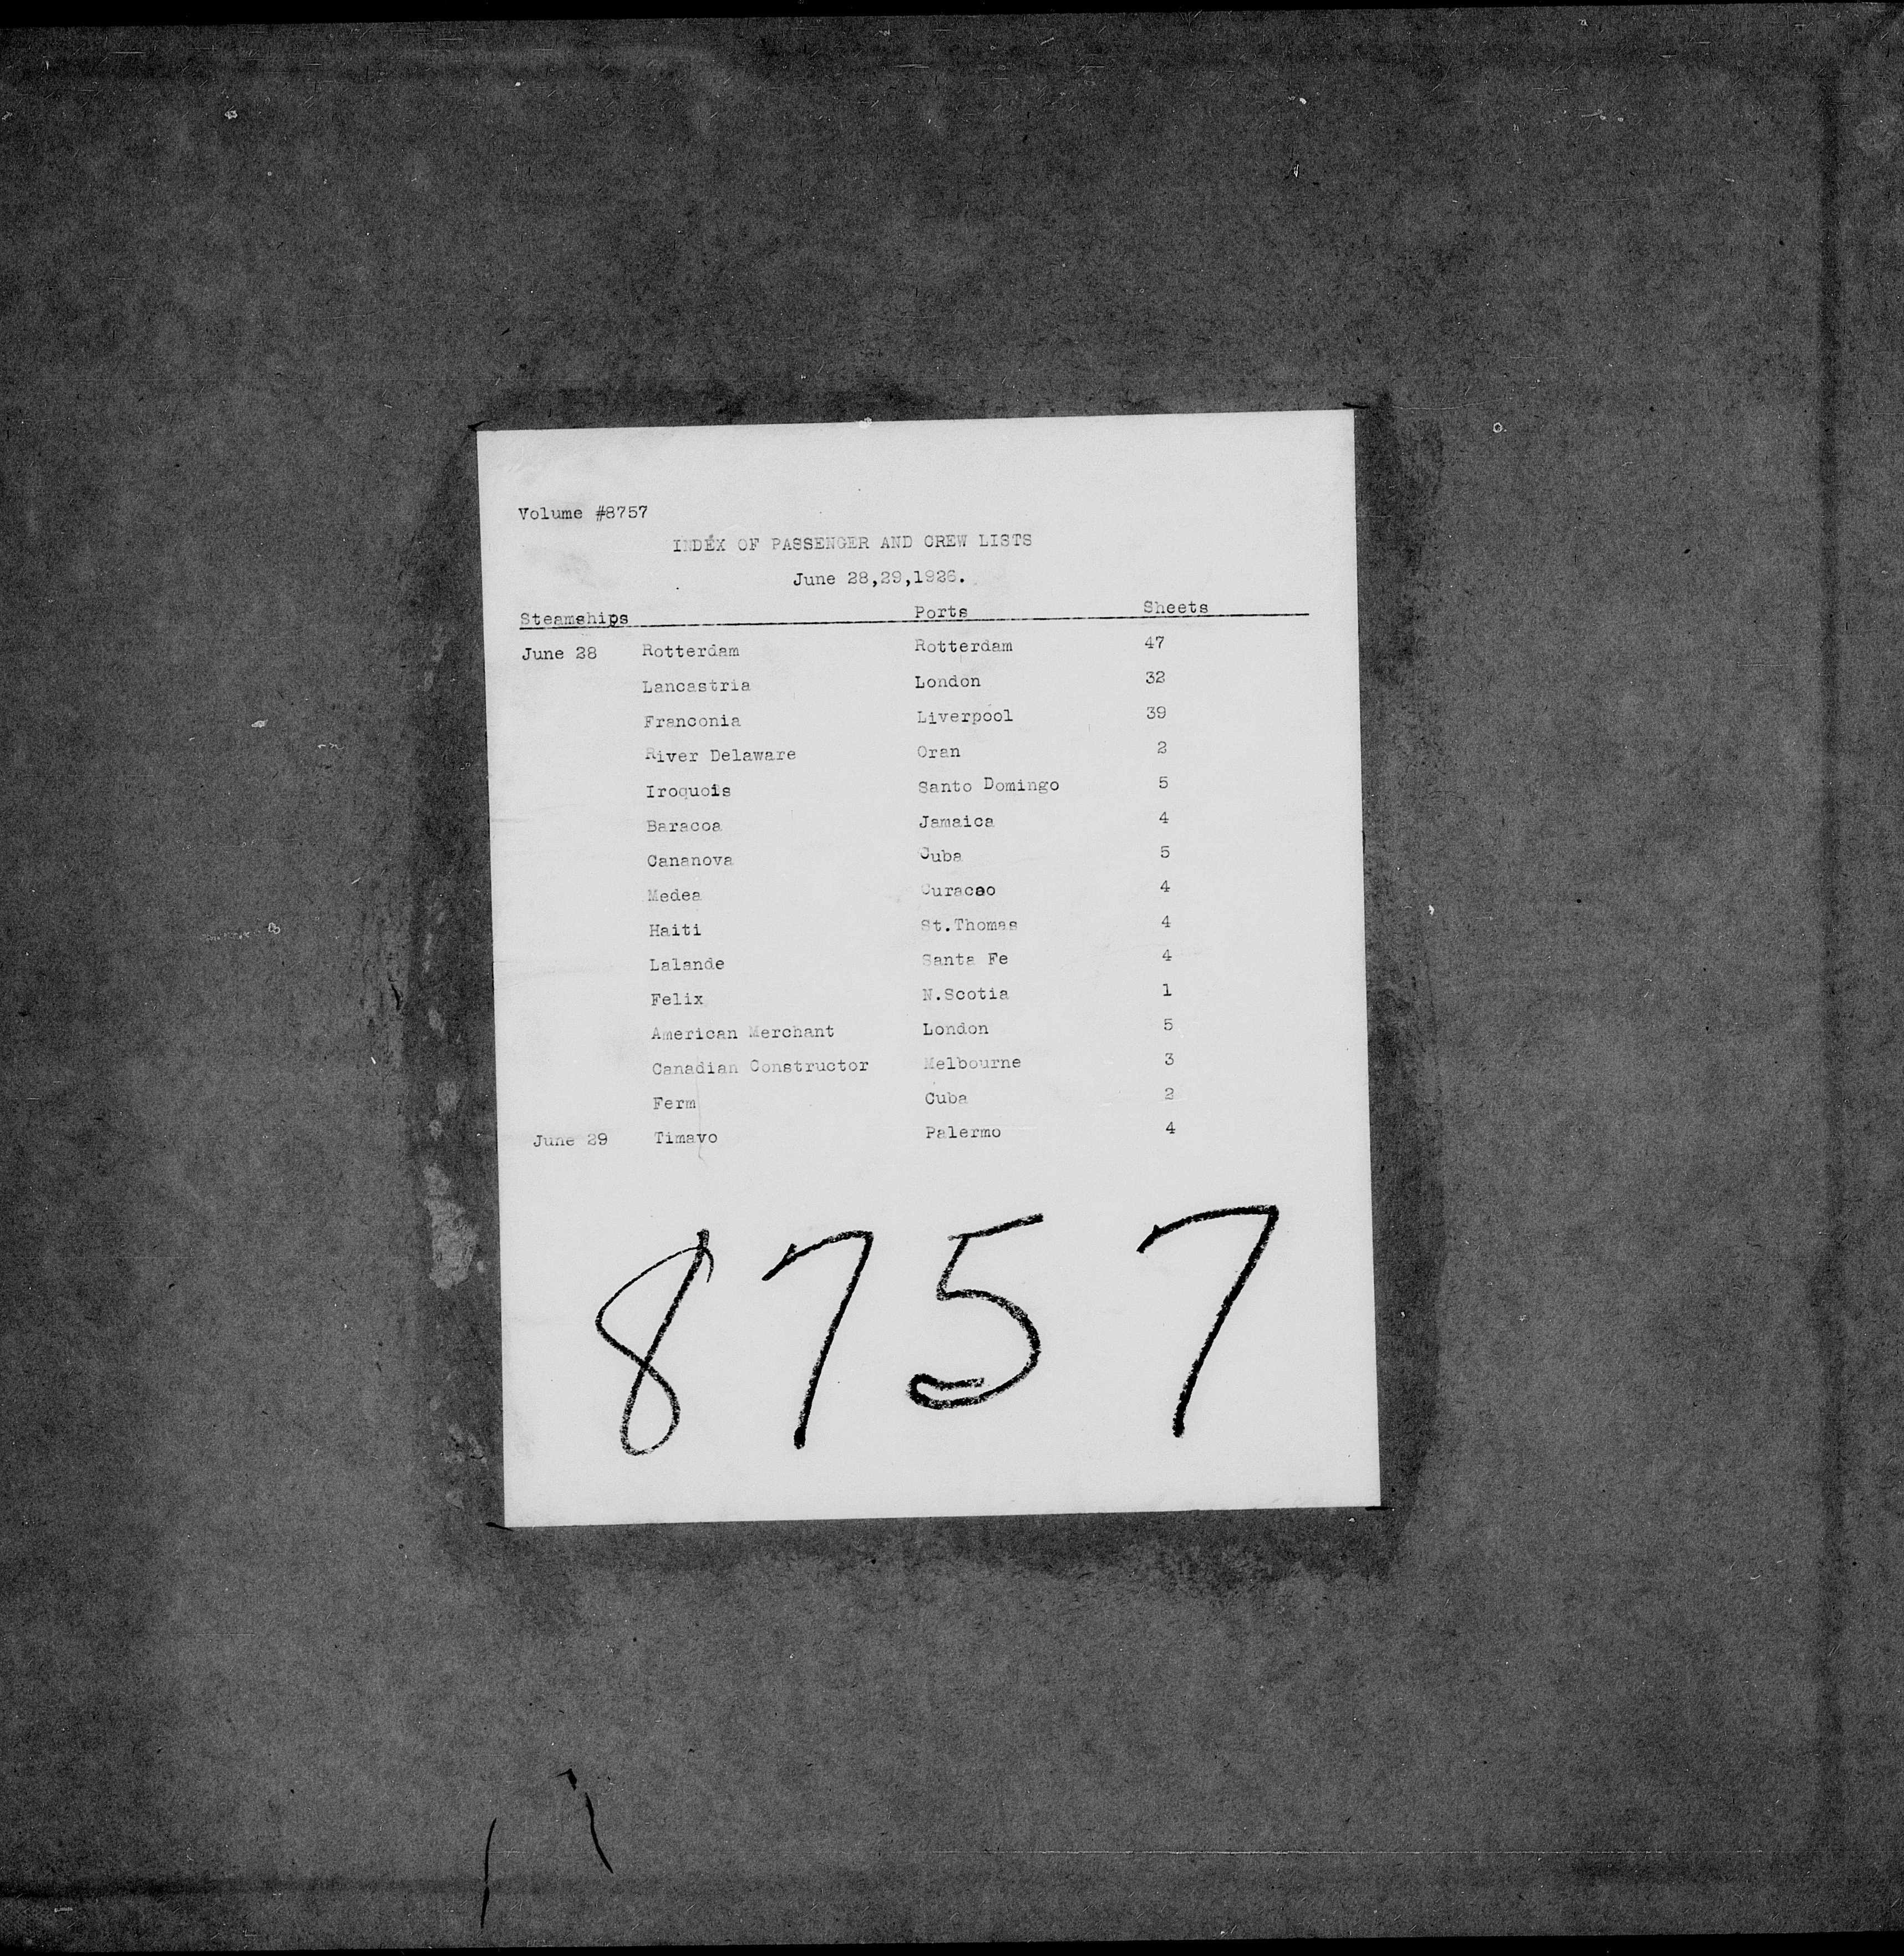 Volume #8757
INDEX OF PASSENGER AND CREW LISTS
June 28,29,1926.
Steamships Ports Sheets
June 28 Rotterdam Rotterdam 47
Lancastria London 32
Franconia Liverpool 39
River Delaware Oran 2
Iroquois Santo Domingo 5
Baracoa Jamaica 4
Cananova Cuba 5
Medea Curacao 4
Haiti St.Thomas 4
Lalande Santa Fe 4
Felix N.Scotia 1
American Merchant London 5
Canadian Constructor Melbourne 3
Ferm Cuba 2
June 29 Timavo Palermo 4
8757